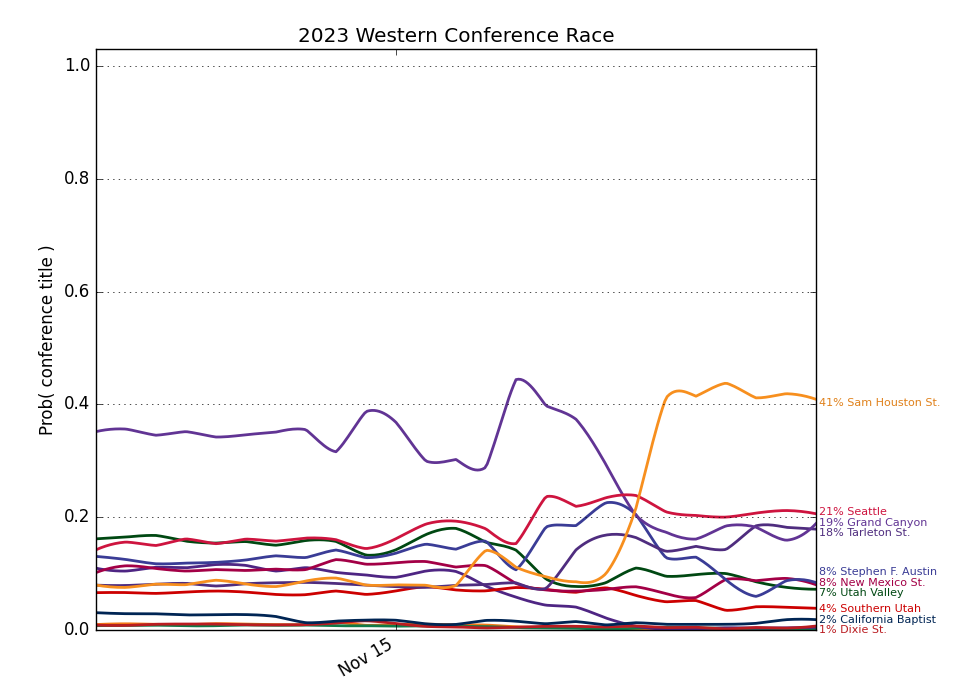 2023 Western Conference Race
Prob( conference title )
1.0
0.8
0.6
0.4
0.2
0.0
Nov 15
41% Sam Houston St.
21% Seattle
19% Grand Canyon
18% Tarleton St.
8% Stephen F. Austin
8% New Mexico St.
7% Utah Valley
4% Southern Utah
2% California Baptist
1% Dixie St.